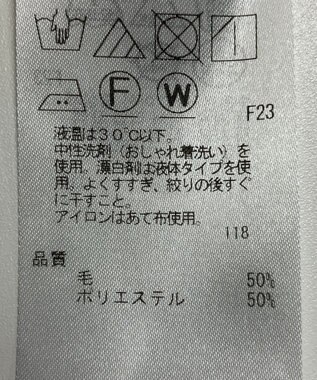 F W
F23
液温は30℃以下。
中性洗剤(おしゃれ着洗い)を
使用。漂白剤は液体タイプを使
用。よくすすぎ、絞りの後すぐ
に干すこと。
アイロンはあて布使用。
118
品質
毛 50%
ポリエステル 50%